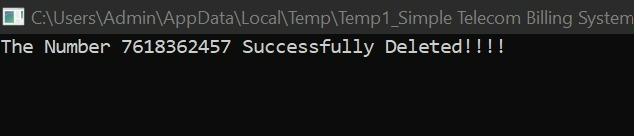 C:\Users\Admin\AppData\Local\Temp\Temp1_Simple Telecom Billing System
The Number 7618362457 Successfully Deleted!!!!